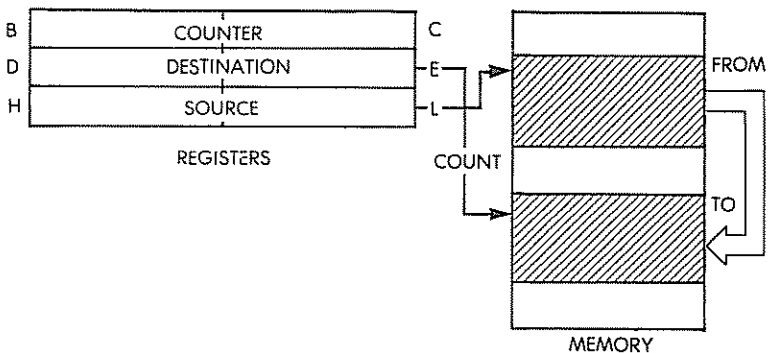 B COUNTER C
D DESTINATION E
H SOURCE L
REGISTERS
COUNT
FROM
TO
MEMORY